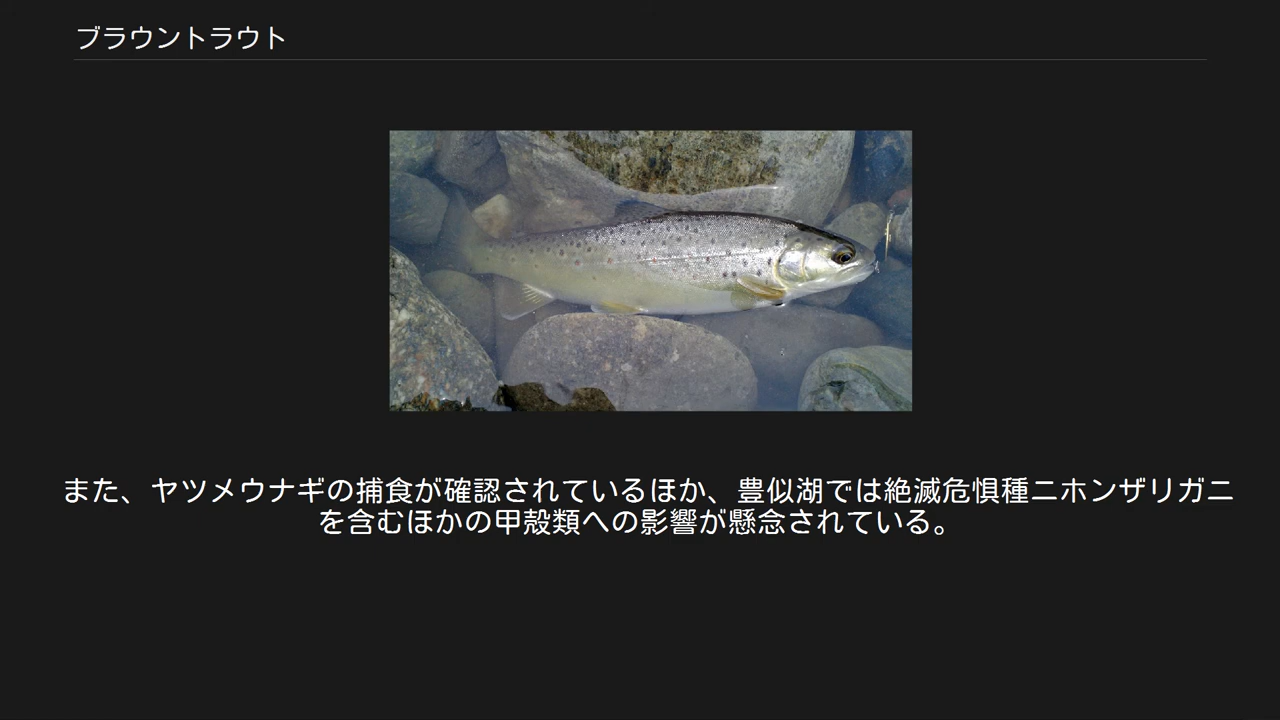 ブラウントラウト
また、ヤツメウナギの捕食が確認されているほか、豊似湖では絶滅危惧種ニホンザリガニ
を含むほかの甲殻類への影響が懸念されている。